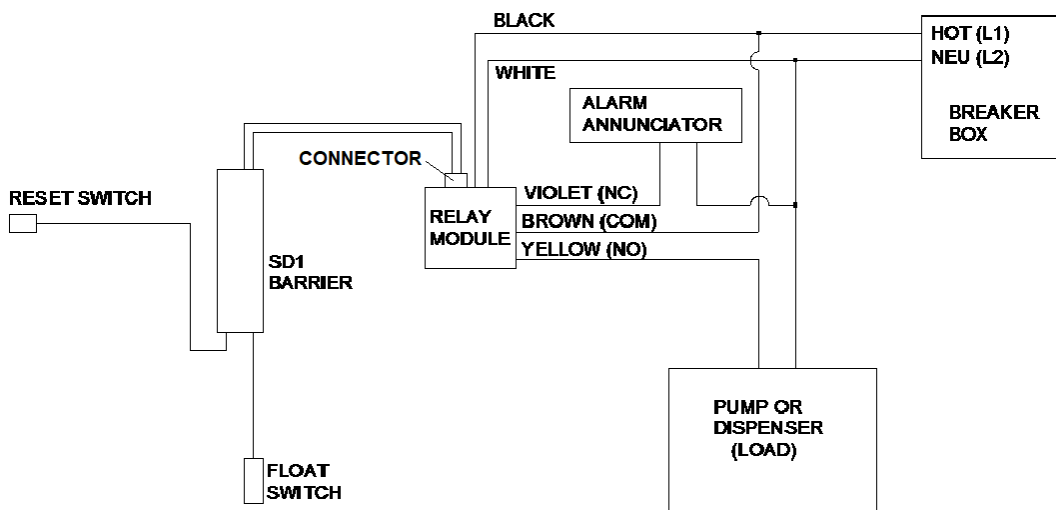 BLACK
HOT (L1)
NEU (L2)
WHITE
BREAKER
BOX
ALARM
ANNUNCIATOR
CONNECTOR
RESET SWITCH
VIOLET (NC)
RELAY
MODULE
BROWN (COM)
YELLOW (NO)
SD1
BARRIER
PUMP OR
DISPENSER
(LOAD)
FLOAT
SWITCH